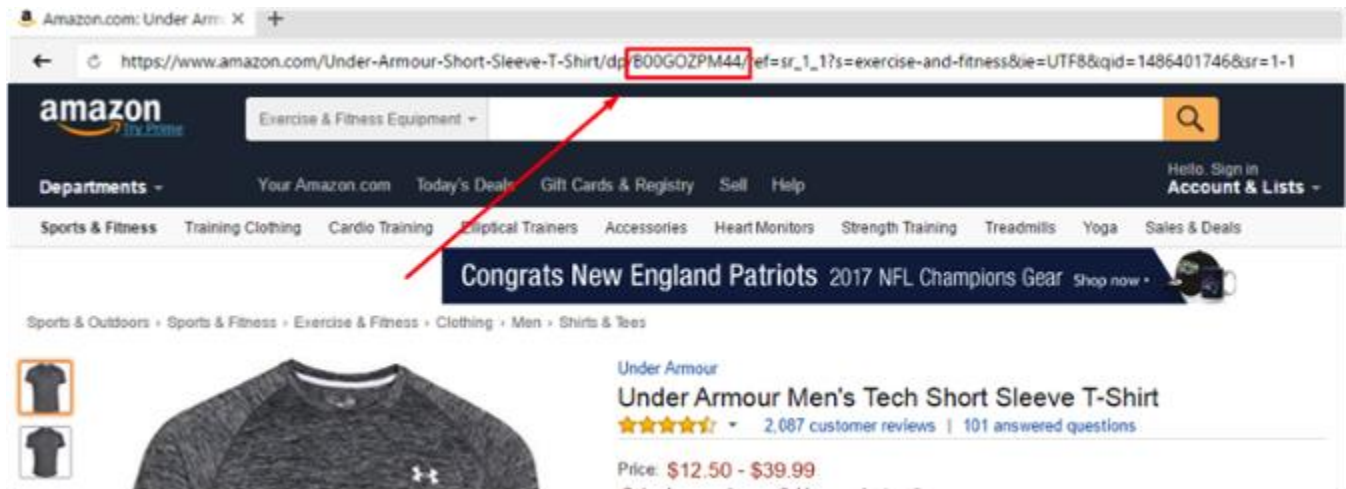 Amazon.com: Under Arm
https://www.amazon.com/Under-Armour-Short-Sleeve-T-Shirt/dp/B00GOZPM44/ref=sr_1_1?s=exercise-and-fitness&ie=UTF8&qid=1486401746&sr=1-1
amazon
Try Prime
Exercise & Fitness Equipment
Hello. Sign in
Departments Your Amazon.com Today's Deals Gift Cards & Registry Sell Help Account & Lists
Sports & Fitness Training Clothing Cardio Training Elliptical Trainers Accessories Heart Monitors Strength Training Treadmills Yoga Sales & Deals
Congrats New England Patriots 2017 NFL Champions Gear Shop now
Sports & Outdoors › Sports & Fitness › Exercise & Fitness › Clothing › Men › Shirts & Tees
Under Armour
Under Armour Men's Tech Short Sleeve T-Shirt
2,087 customer reviews | 101 answered questions
Price: $12.50 - $39.99